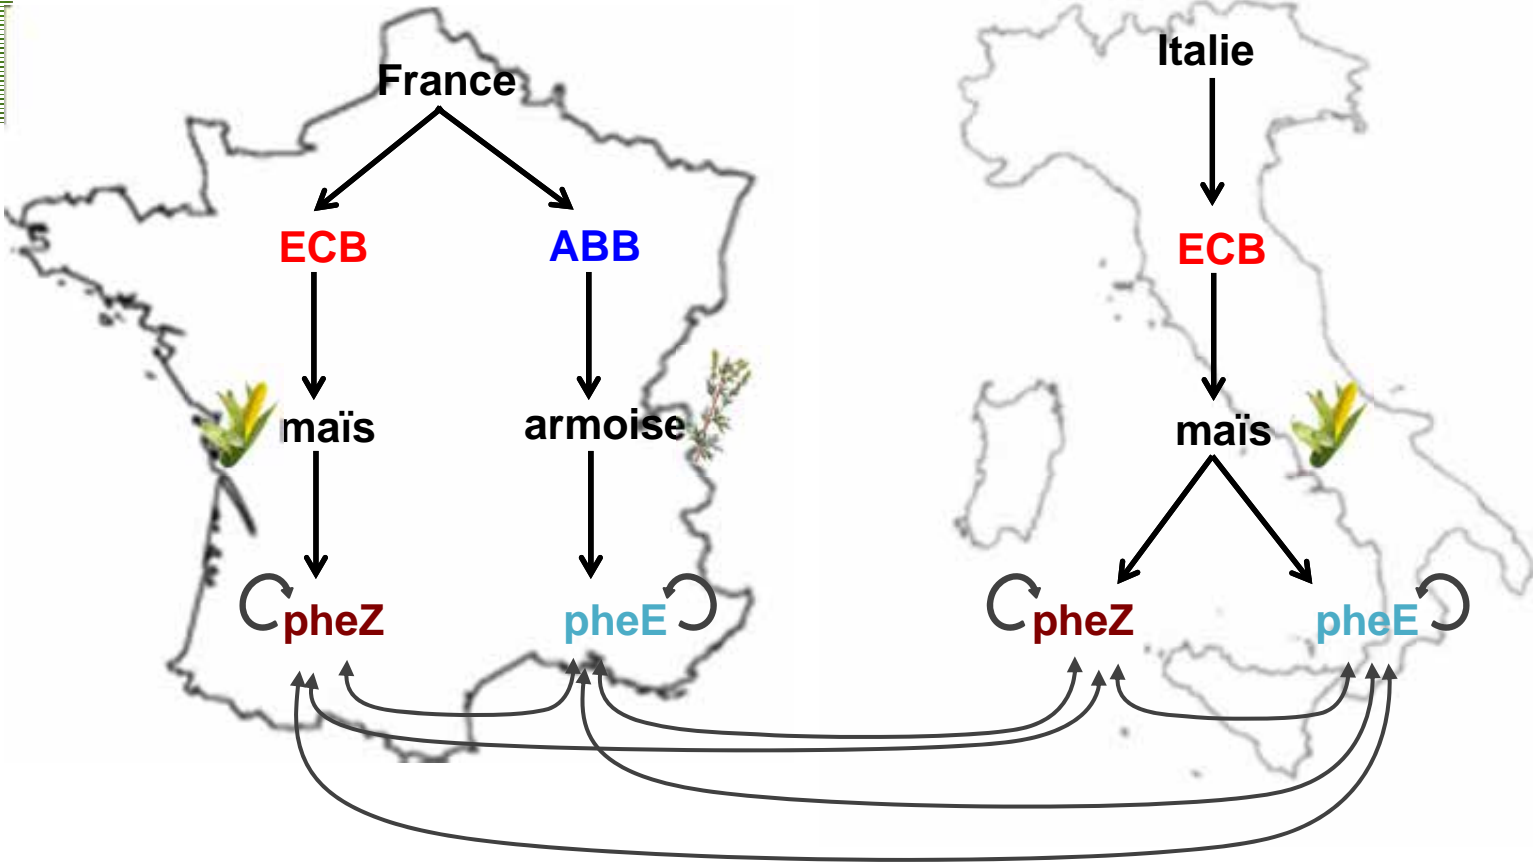 France
ECB
ABB
maïs
armoise
pheZ
pheE
Italie
ECB
maïs
pheZ
pheE